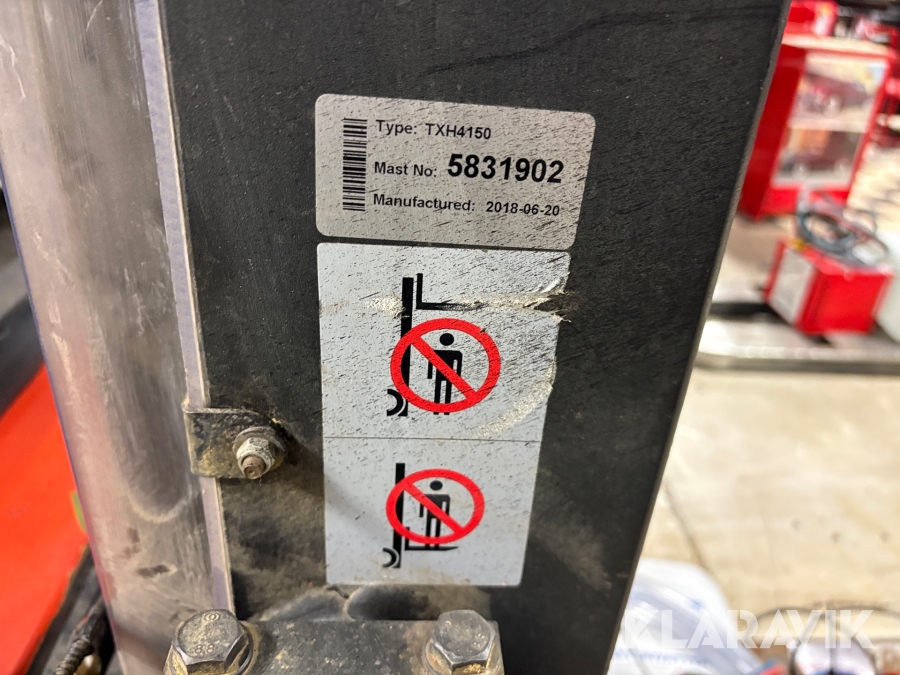 Type: TXH4150
Mast No: 5831902
Manufactured: 2018-06-20
KLARAVIK